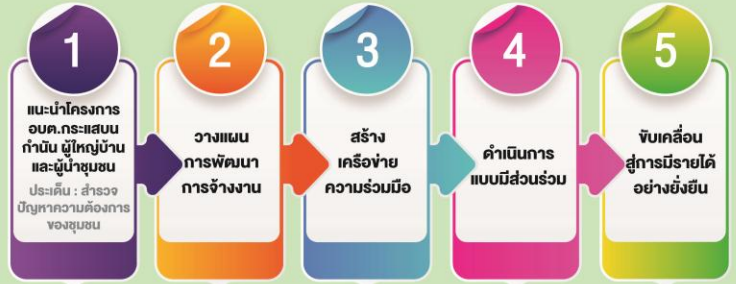 1
แนะนำโครงการ
อบต.กระแสบน
กำนัน ผู้ใหญ่บ้าน
และผู้นำชุมชน
ประเด็น : สำรวจ
ปัญหาความต้องการ
ของชุมชน
2
วางแผน
การพัฒนา
การจ้างงาน
3
สร้าง
เครือข่าย
ความร่วมมือ
4
ดำเนินการ
แบบมีส่วนร่วม
5
ขับเคลื่อน
สู่การมีรายได้
อย่างยั่งยืน